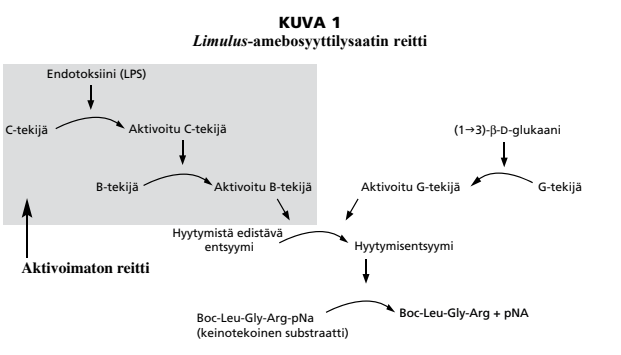 KUVA 1
Limulus-amebosyyttilysaatin reitti
Endotoksiini (LPS)
C-tekijä
Aktivoitu C-tekijä
(1→3)-β-D-glukaani
B-tekijä
Aktivoitu B-tekijä
Aktivoitu G-tekijä
G-tekijä
Hyytymistä edistävä
entsyymi
Hyytymisentsyymi
Aktivoimaton reitti
Boc-Leu-Gly-Arg-pNa
(keinotekoinen substraatti)
Boc-Leu-Gly-Arg + pNA